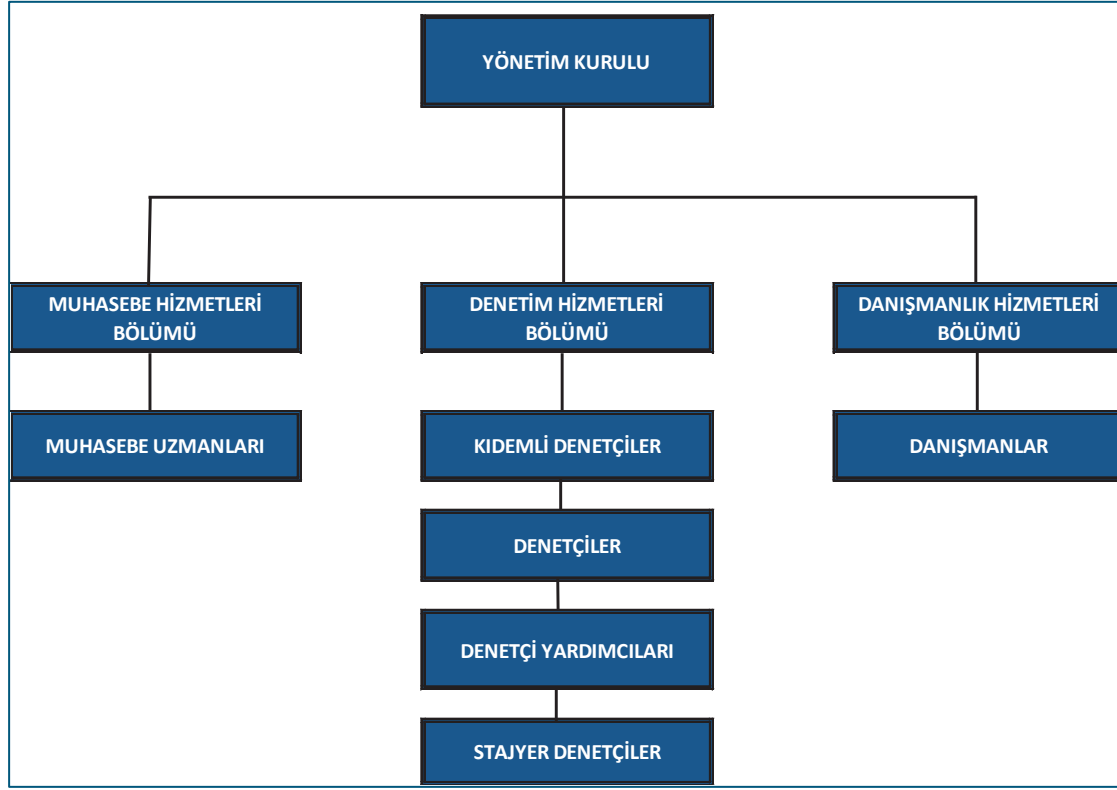 YÖNETİM KURULU
MUHASEBE HİZMETLERİ
BÖLÜMÜ
DENETİM HİZMETLERİ
BÖLÜMÜ
DANIŞMANLIK HİZMETLERİ
BÖLÜMÜ
MUHASEBE UZMANLARI
KIDEMLİ DENETÇİLER
DANIŞMANLAR
DENETÇİLER
DENETÇİ YARDIMCILARI
STAJYER DENETÇİLER